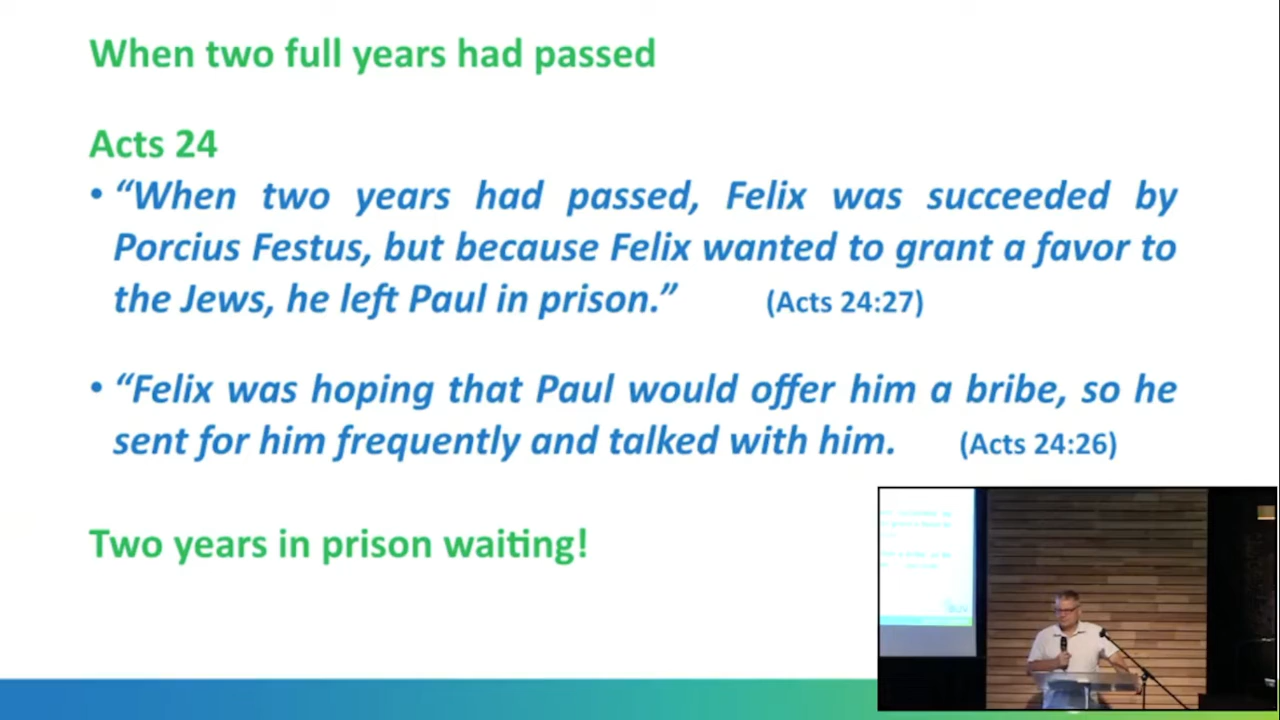 When two full years had passed
Acts 24
• “When two years had passed, Felix was succeeded by
Porcius Festus, but because Felix wanted to grant a favor to
the Jews, he left Paul in prison.” (Acts 24:27)
• “Felix was hoping that Paul would offer him a bribe, so he
sent for him frequently and talked with him. (Acts 24:26)
Two years in prison waiting!